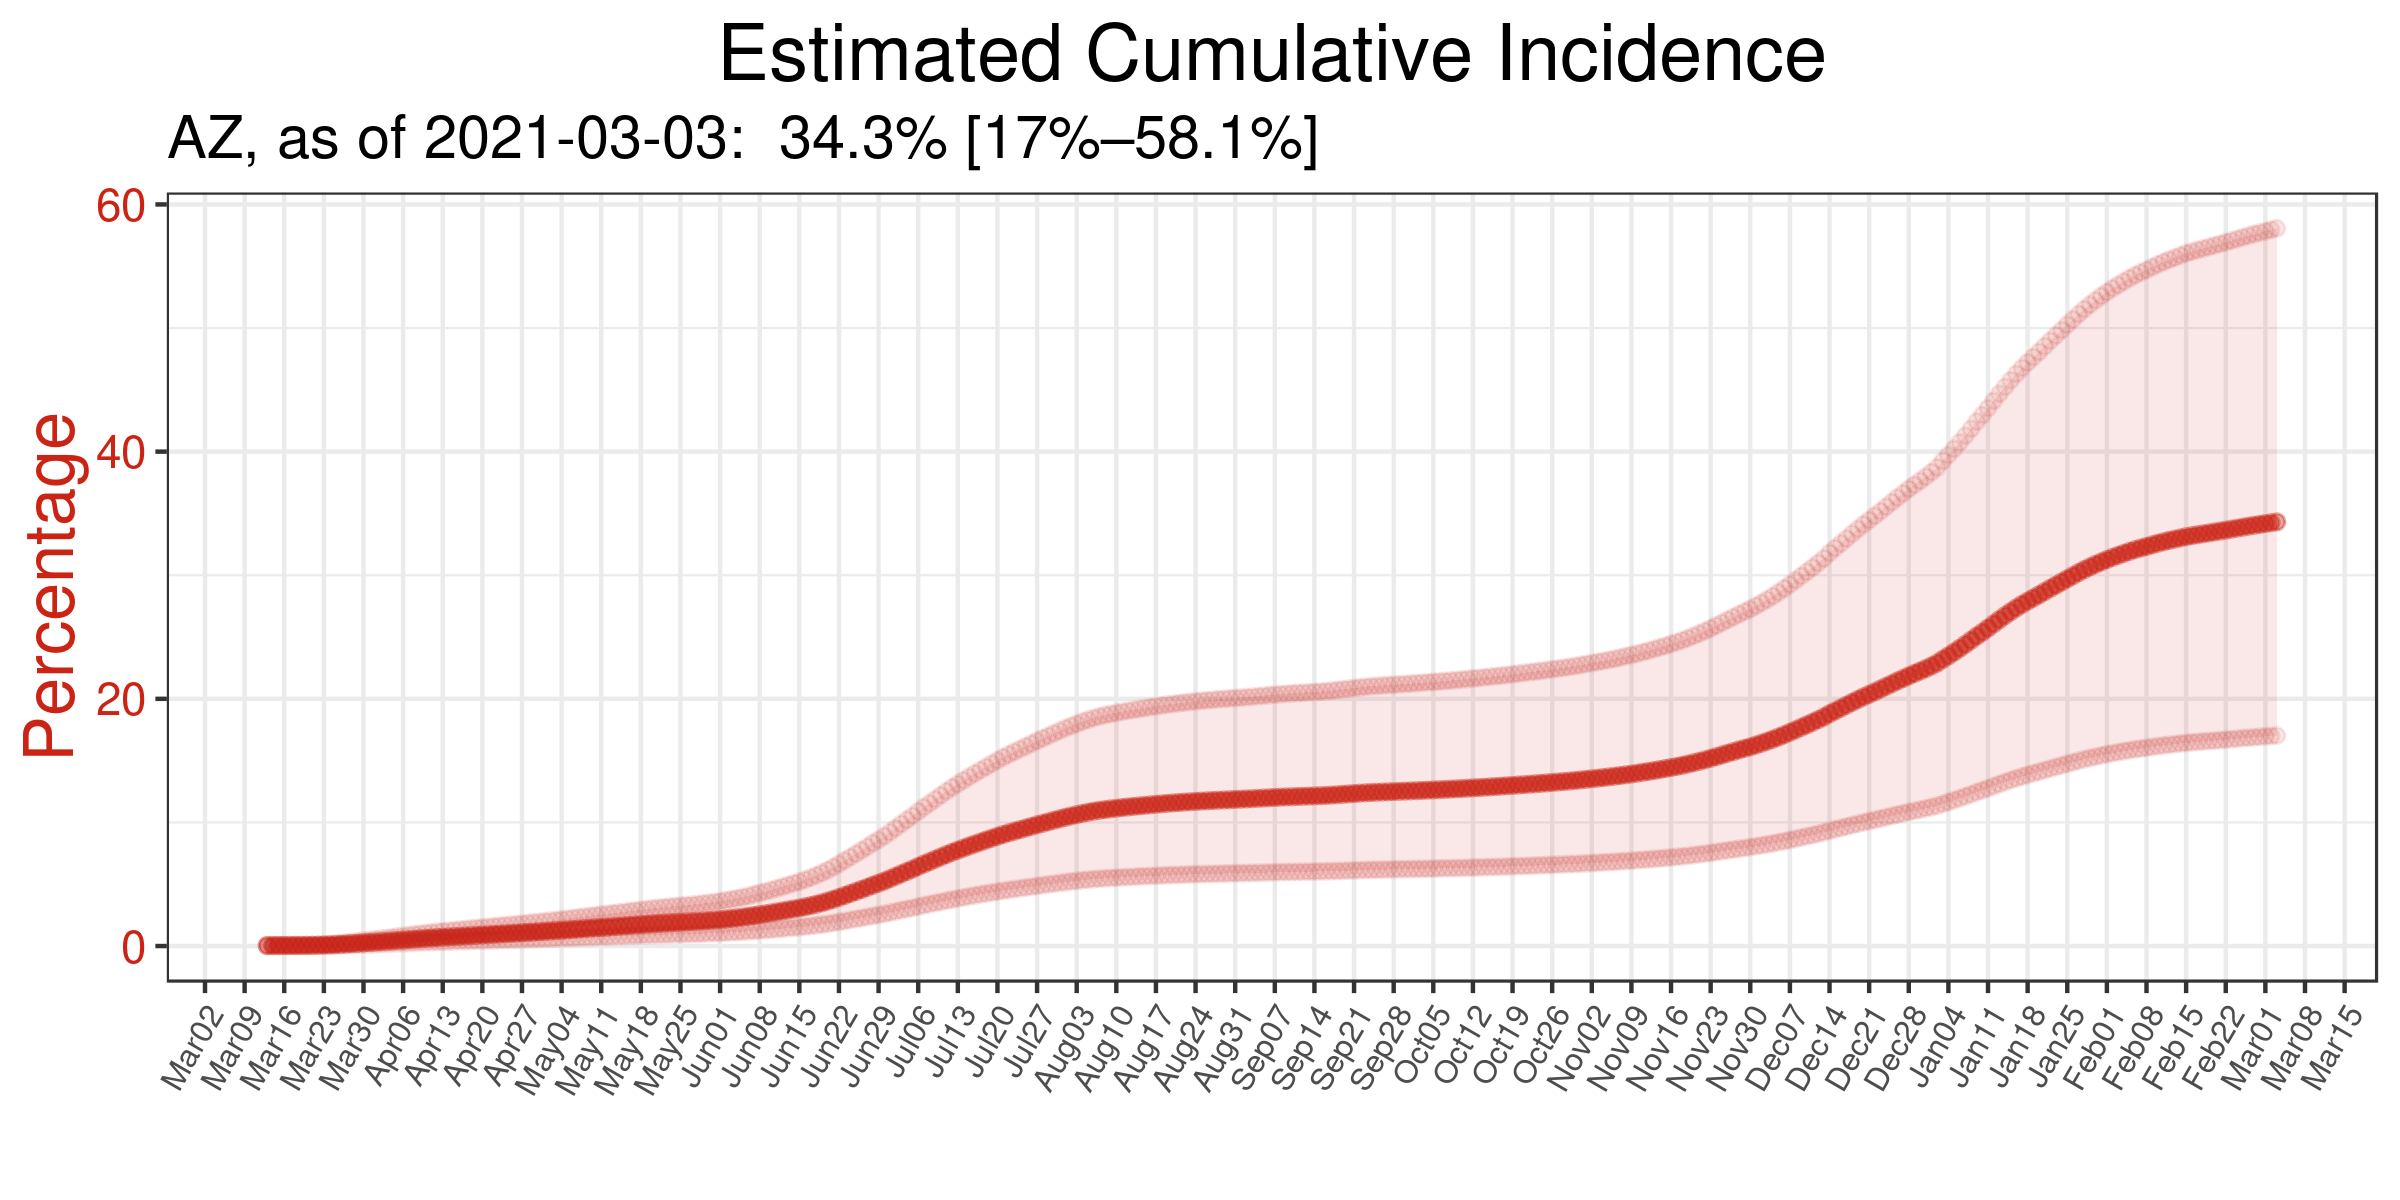 Estimated Cumulative Incidence
AZ, as of 2021-03-03:  34.3% [17%–58.1%]
Percentage
60
40
20
0
Mar02
Mar09
Mar16
Mar23
Mar30
Apr06
Apr13
Apr20
Apr27
May04
May11
May18
May25
Jun01
Jun08
Jun15
Jun22
Jun29
Jul06
Jul13
Jul20
Jul27
Aug03
Aug10
Aug17
Aug24
Aug31
Sep07
Sep14
Sep21
Sep28
Oct05
Oct12
Oct19
Oct26
Nov02
Nov09
Nov16
Nov23
Nov30
Dec07
Dec14
Dec21
Dec28
Jan04
Jan11
Jan18
Jan25
Feb01
Feb08
Feb15
Feb22
Mar01
Mar08
Mar15